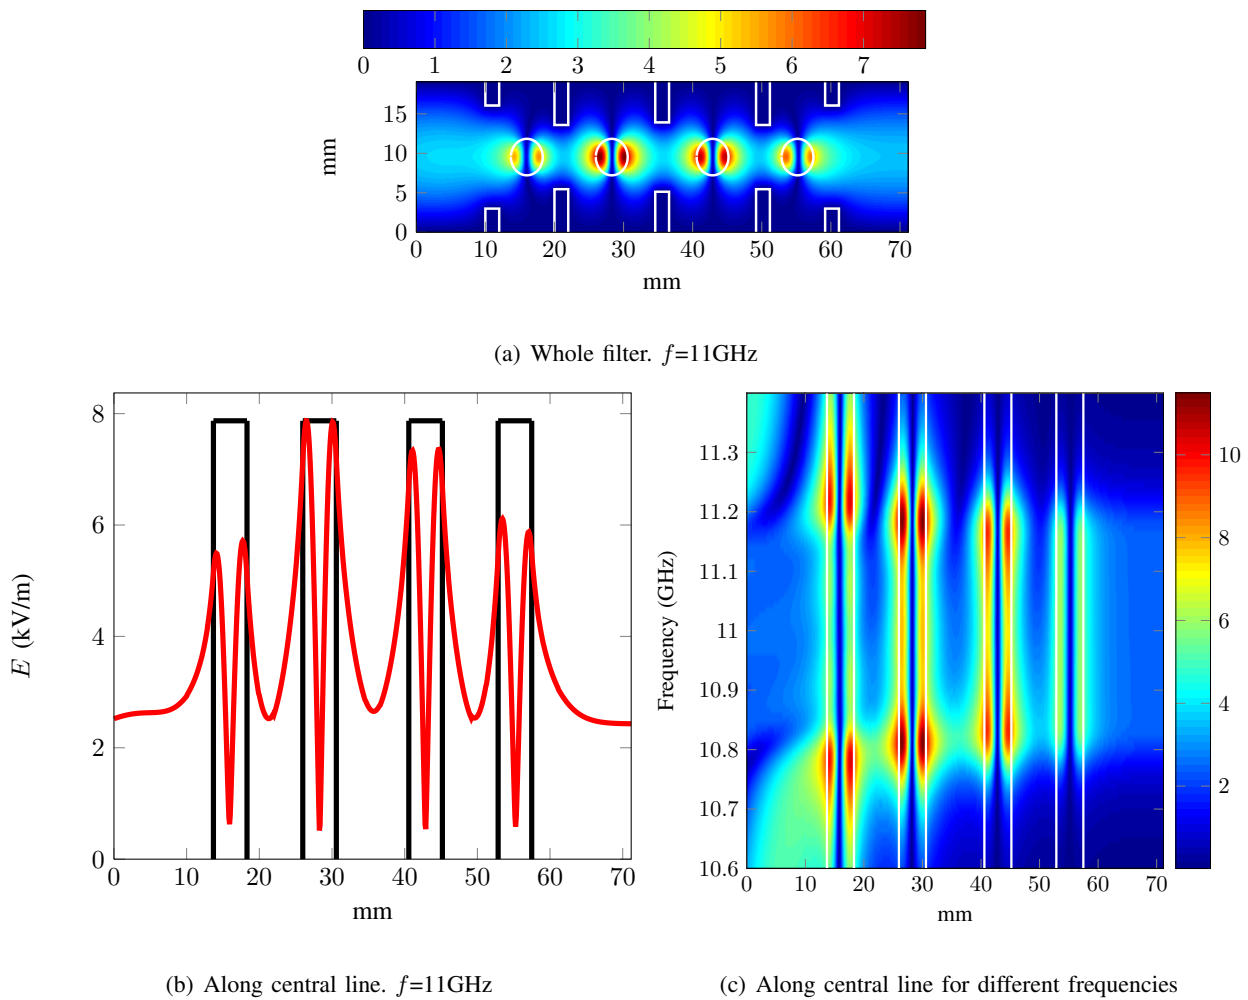 0 1 2 3 4 5 6 7
15
10
5
0
mm
0 10 20 30 40 50 60 70
mm
(a) Whole filter. f=11GHz
8
6
4
2
0
E (kV/m)
0 10 20 30 40 50 60 70
mm
(b) Along central line. f=11GHz
11.3
11.2
11.1
11
10.9
10.8
10.7
10.6
Frequency (GHz)
0 10 20 30 40 50 60 70
mm
10
8
6
4
2
(c) Along central line for different frequencies